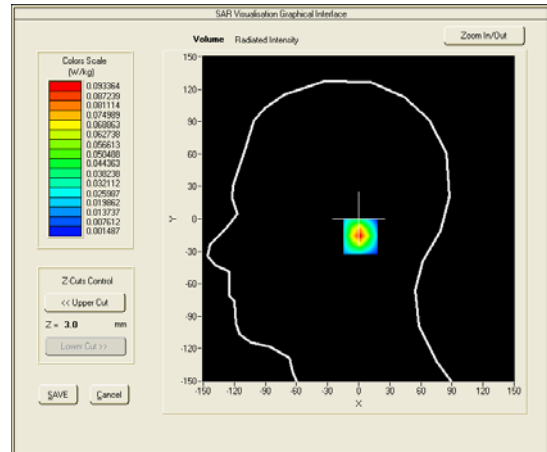 SAR Visualisation Graphical Interface
Volume Radiated Intensity
Zoom In/Out
Colors Scale
(W/kg)
0.093364
0.087239
0.081114
0.074989
0.068863
0.062738
0.056613
0.050488
0.044363
0.038238
0.032112
0.025987
0.019862
0.013737
0.007612
0.001487
Z-Cuts Control
<< Upper Cut
Z = 3.0 mm
Lower Cut >>
SAVE Cancel
150-
120-
90-
60-
30-
0-
-30-
-60-
-90-
-120-
-150-
Y
-150 -120 -90 -60 -30 0 30 60 90 120 150
X